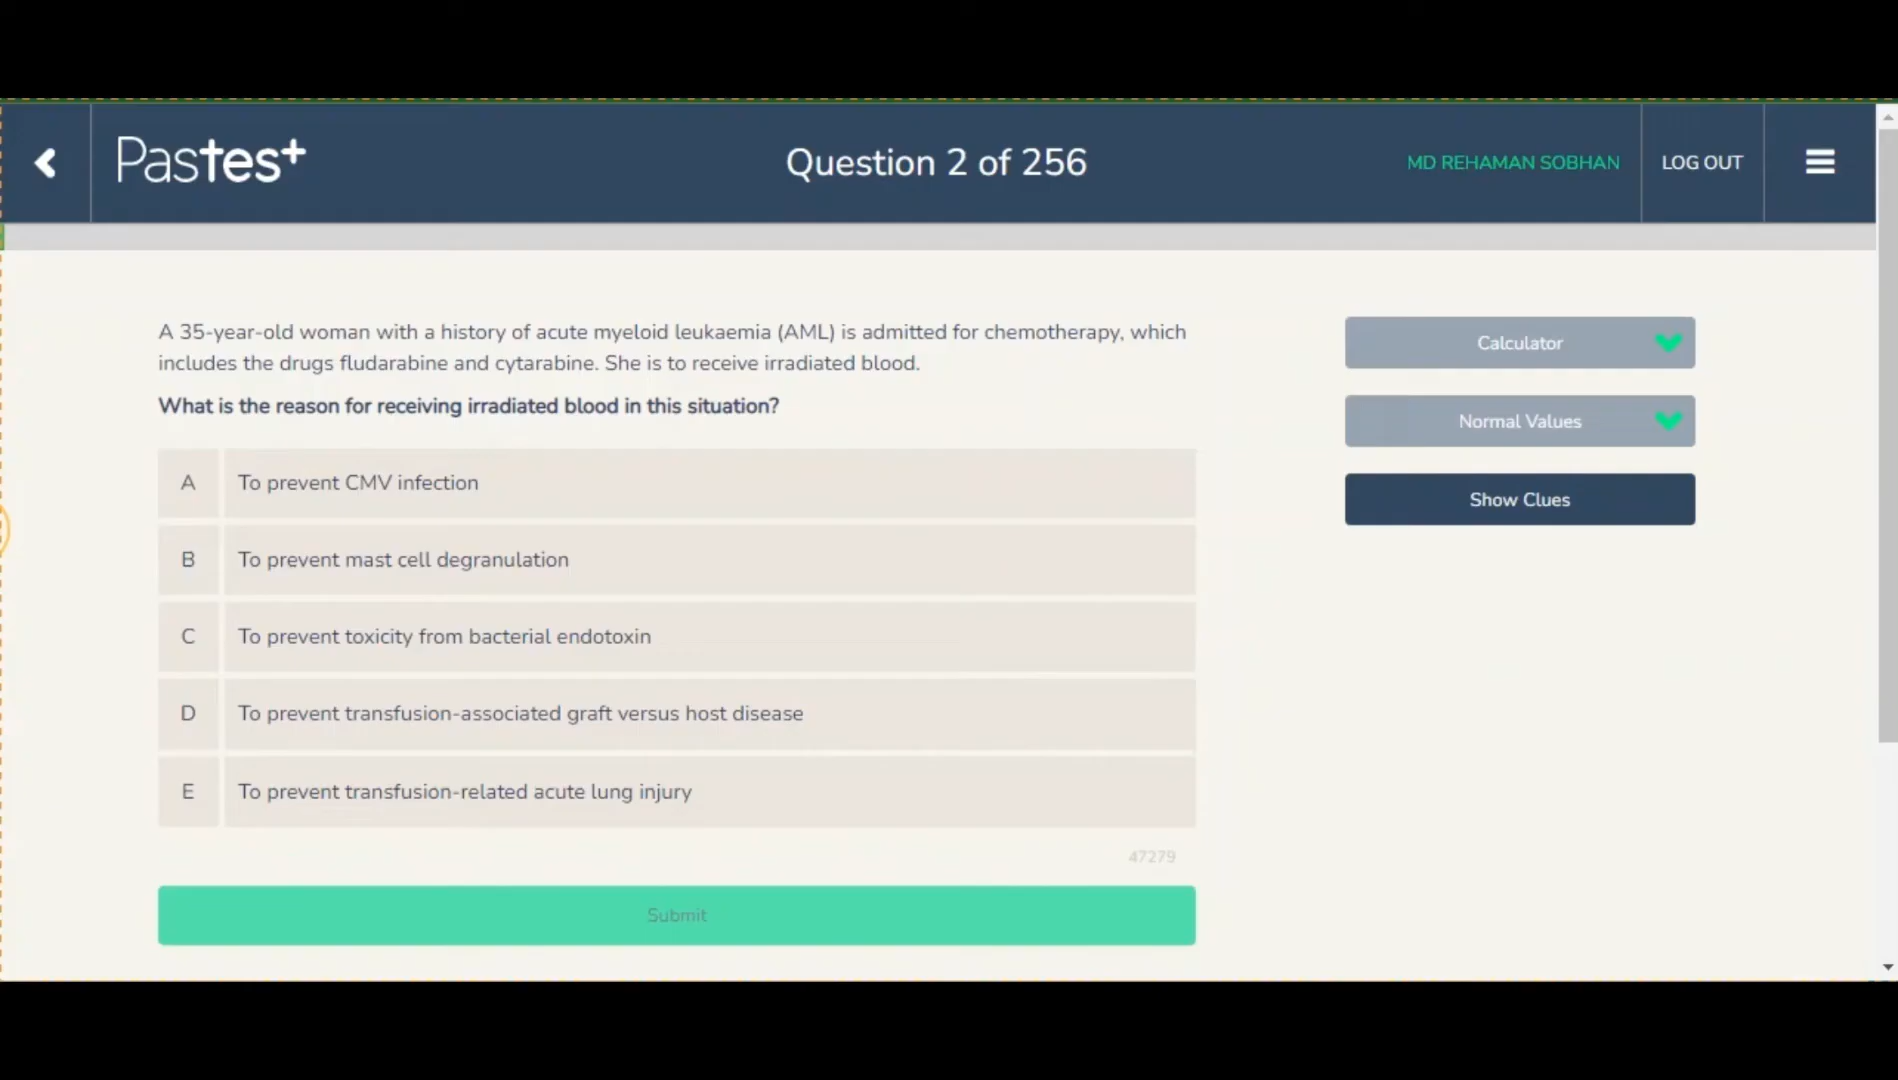 Pastest
Question 2 of 256
MD REHAMAN SOBHAN
LOG OUT
A 35-year-old woman with a history of acute myeloid leukaemia (AML) is admitted for chemotherapy, which
includes the drugs fludarabine and cytarabine. She is to receive irradiated blood.
What is the reason for receiving irradiated blood in this situation?
A To prevent CMV infection
B To prevent mast cell degranulation
C To prevent toxicity from bacterial endotoxin
D To prevent transfusion-associated graft versus host disease
E To prevent transfusion-related acute lung injury
47279
Submit
Calculator
Normal Values
Show Clues